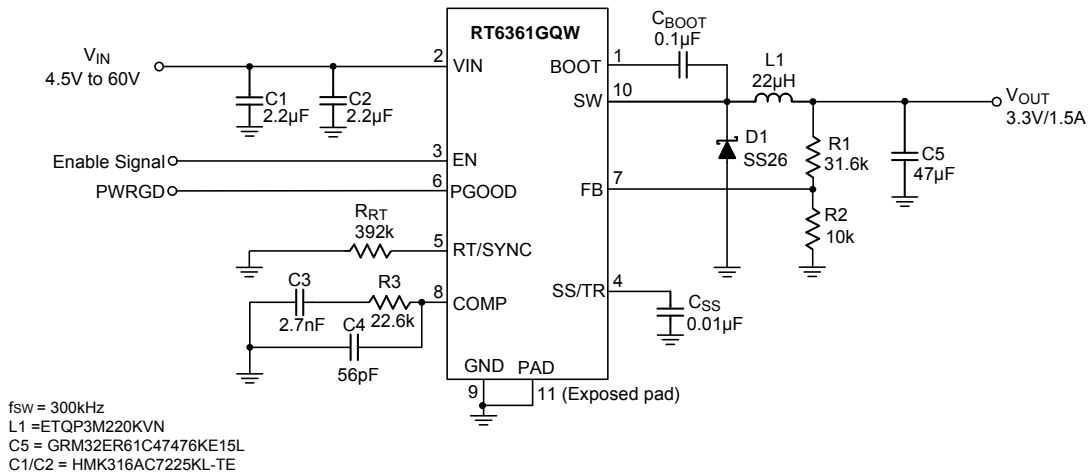 RT6361GQW
CBOOT
0.1µF
VIN
4.5V to 60V
2
VIN
BOOT
1
L1
22µH
SW
10
VOUT
3.3V/1.5A
C1
2.2µF
C2
2.2µF
D1
SS26
R1
31.6k
C5
47µF
Enable Signal
3
EN
PWRGD
6
PGOOD
FB
7
R2
10k
RRT
392k
5
RT/SYNC
SS/TR
4
CSS
0.01µF
C3
2.7nF
R3
22.6k
8
COMP
C4
56pF
GND
PAD
9
11 (Exposed pad)
fsw = 300kHz
L1 =ETQP3M220KVN
C5 = GRM32ER61C47476KE15L
C1/C2 = HMK316AC7225KL-TE